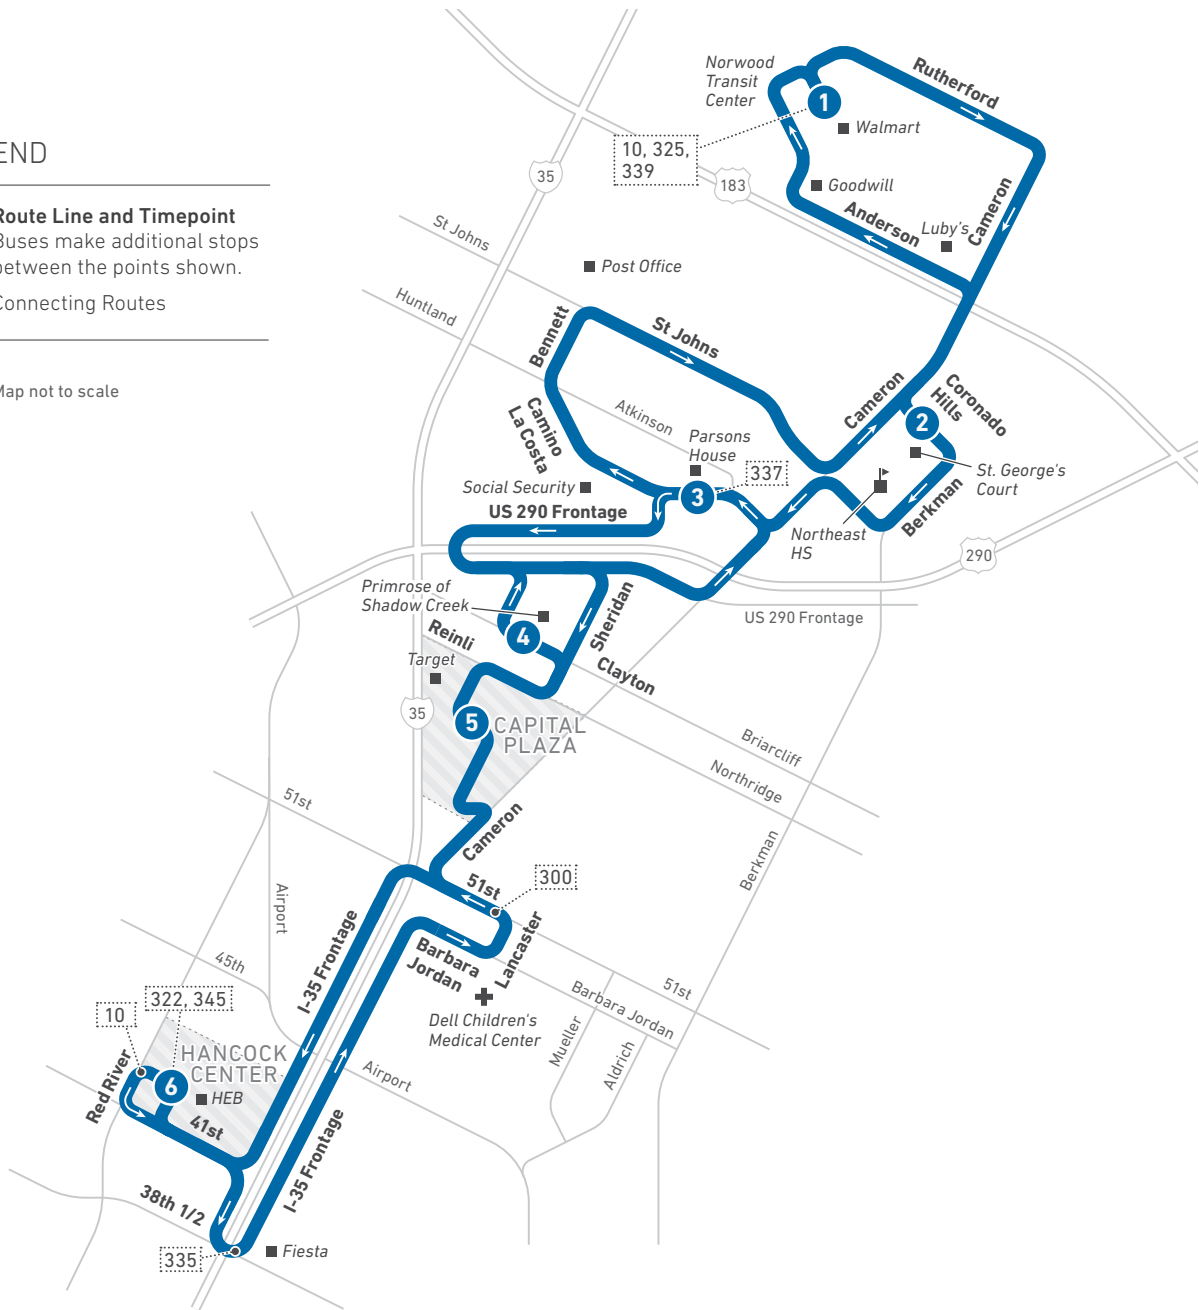 END
Route Line and Timepoint
Buses make additional stops
between the points shown.
Connecting Routes
Map not to scale
Norwood
Transit
Center
Rutherford
1
Walmart
10, 325,
339
35
183
Goodwill
Cameron
Anderson
Luby's
St Johns
Post Office
Huntland
Bennett
St Johns
Camino
La Costa
Atkinson
Cameron
Coronado
Hills
2
Parsons
House
337
St. George's
Court
Social Security
3
US 290 Frontage
Northeast
HS
Berkman
290
Primrose of
Shadow Creek
US 290 Frontage
4
Sheridan
Reinli
Target
Clayton
35
5
CAPITAL
PLAZA
Briarcliff
Northridge
51st
Cameron
Berkman
51st
300
Airport
I-35 Frontage
Lancaster
Barbara
Jordan
45th
51st
Barbara Jordan
Dell Children's
Medical Center
Mueller
Aldrich
322, 345
10
HANCOCK
CENTER
Airport
Red River
6
HEB
41st
I-35 Frontage
38th 1/2
335
Fiesta